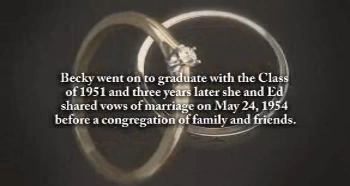 Becky went on to graduate with the Class
of 1951 and three years later she and Ed
shared vows of marriage on May 24, 1954
before a congregation of family and friends.